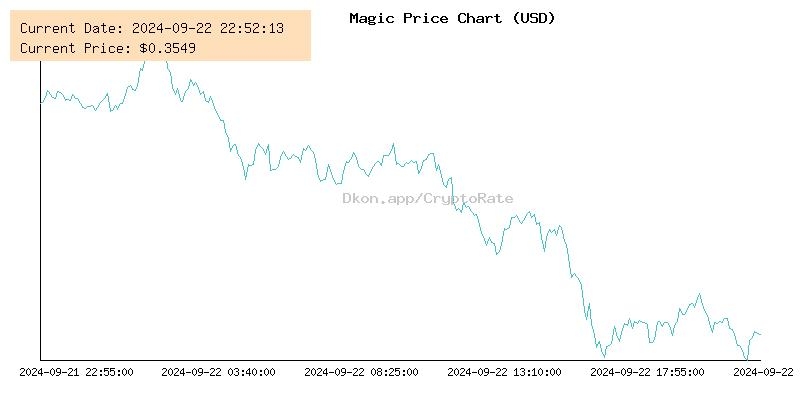 Magic Price Chart (USD)
Current Date: 2024-09-22 22:52:13
Current Price: $0.3549
Dkon.app/CryptoRate
2024-09-21 22:55:00 2024-09-22 03:40:00 2024-09-22 08:25:00 2024-09-22 13:10:00 2024-09-22 17:55:00 2024-09-22